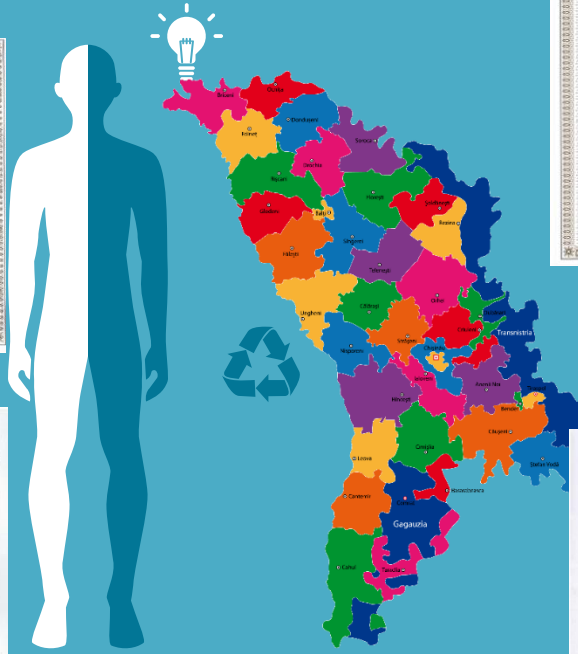 Briceni
Ocnița
Dondușeni
Edineț
Soroca
Drochia
Rîșcani
Florești
Șoldănești
Glodeni
Bălți
Rezina
Sîngerei
Fălești
Telenești
Orhei
Ungheni
Călărași
Dubăsari
Criuleni
Transnistria
Strășeni
Chișinău
Nisporeni
Ialoveni
Anenii Noi
Tiraspol
Hîncești
Bender
Căușeni
Cimișlia
Leova
Ștefan Vodă
Basarabeasca
Cantemir
Comrat
Gagauzia
Cahul
Taraclia